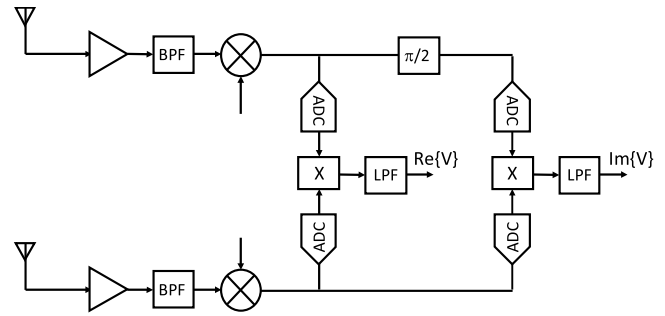 BPF
π/2
ADC
ADC
X
LPF
Re{V}
X
LPF
Im{V}
ADC
ADC
BPF